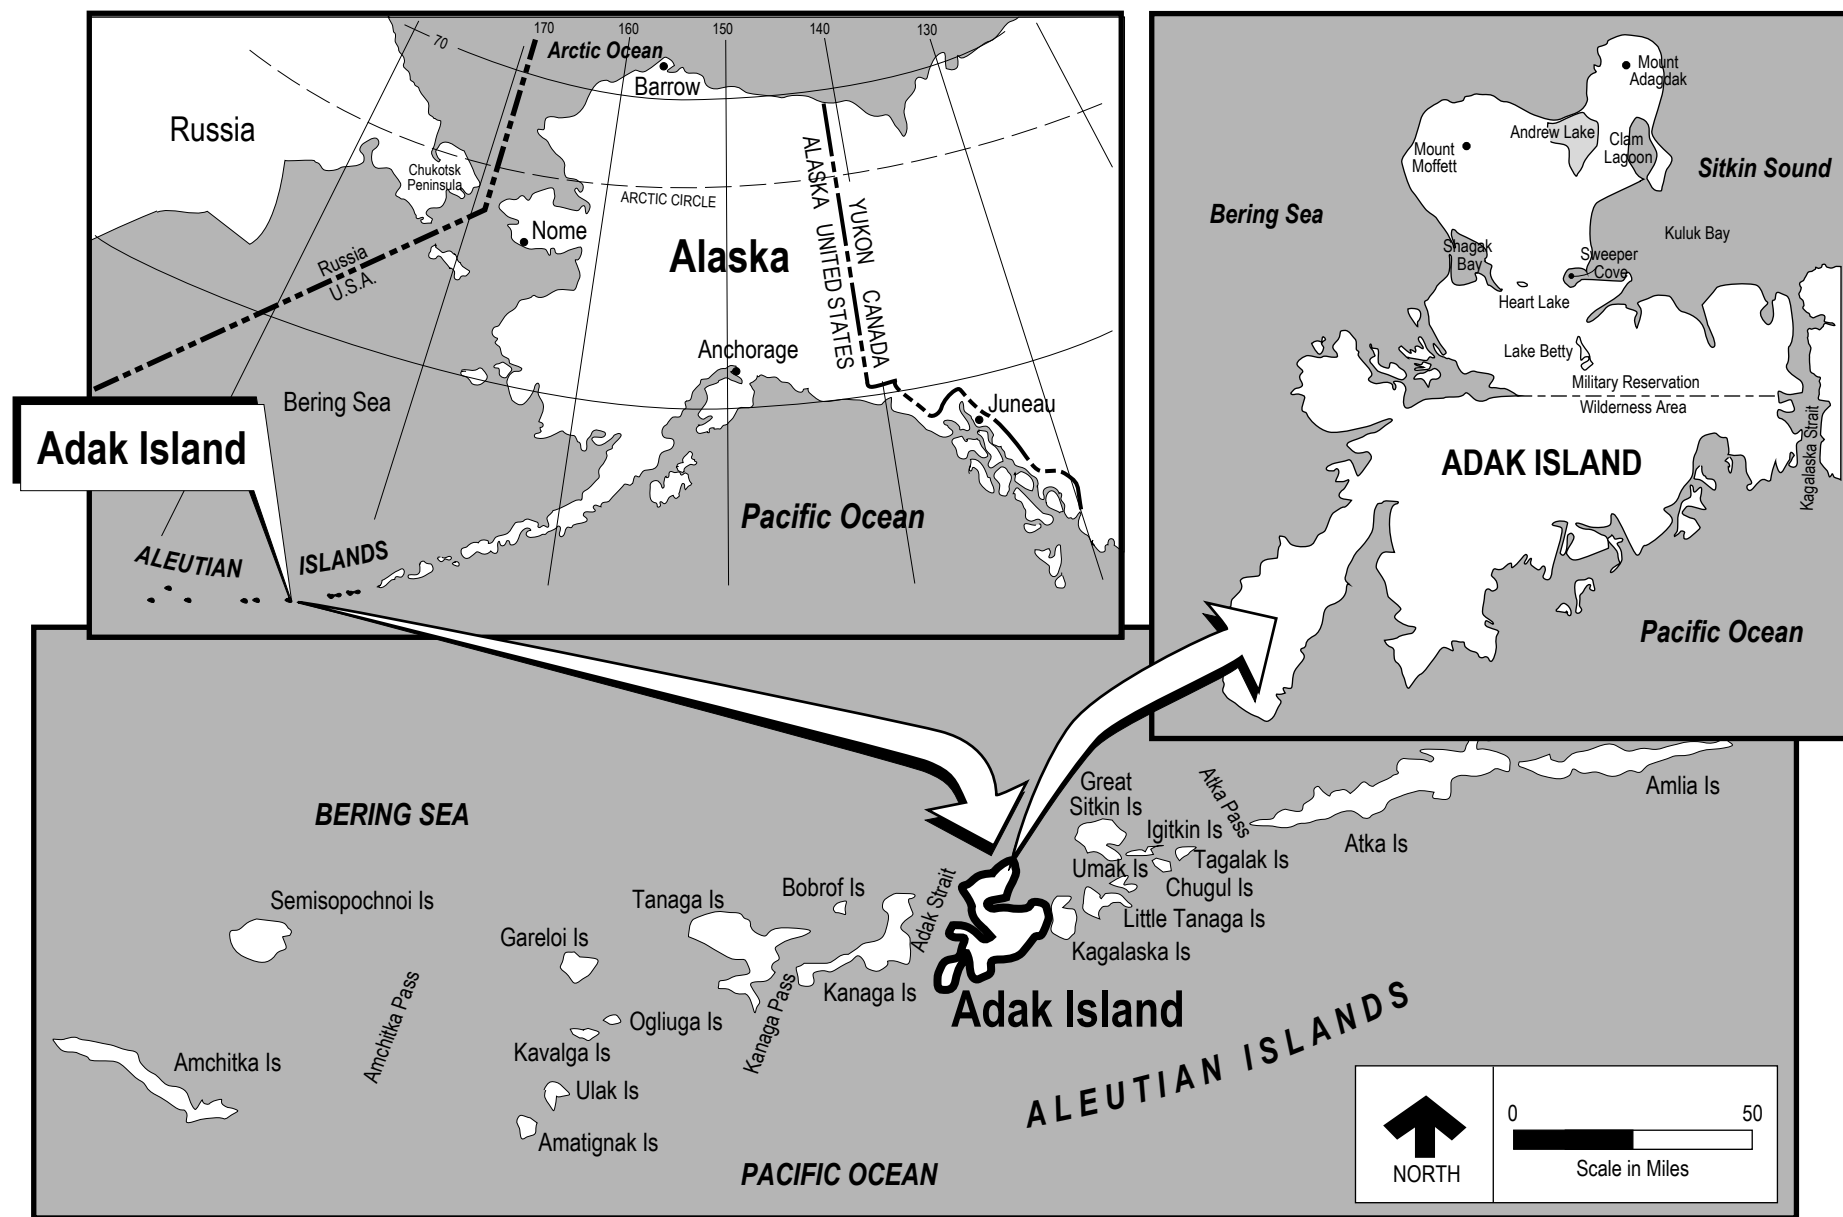 170
160
150
140
130
70
Arctic Ocean
Barrow
Russia
Chukotsk
Peninsula
ARCTIC CIRCLE
Nome
Alaska
ALASKA UNITED STATES
YUKON CANADA
Russia
U.S.A.
Anchorage
Bering Sea
Juneau
Adak Island
Pacific Ocean
ALEUTIAN ISLANDS
Mount
Adagdak
Andrew Lake
Clam
Lagoon
Mount
Moffett
Sitkin Sound
Bering Sea
Kuluk Bay
Shagak
Bay
Sweeper
Cove
Heart Lake
Lake Betty
Military Reservation
Wilderness Area
Kagalaska Strait
ADAK ISLAND
Pacific Ocean
BERING SEA
Great
Sitkin Is
Atka Pass
Amlia Is
Igitkin Is
Atka Is
Tagalak Is
Umak Is
Chugul Is
Semisopochnoi Is
Tanaga Is
Bobrof Is
Adak Strait
Little Tanaga Is
Gareloi Is
Kagalaska Is
Kanaga Is
Adak Island
Amchitka Pass
Ogliuga Is
Kanaga Pass
Kavalga Is
Amchitka Is
Ulak Is
ALEUTIAN ISLANDS
Amatignak Is
PACIFIC OCEAN
NORTH
0
50
Scale in Miles